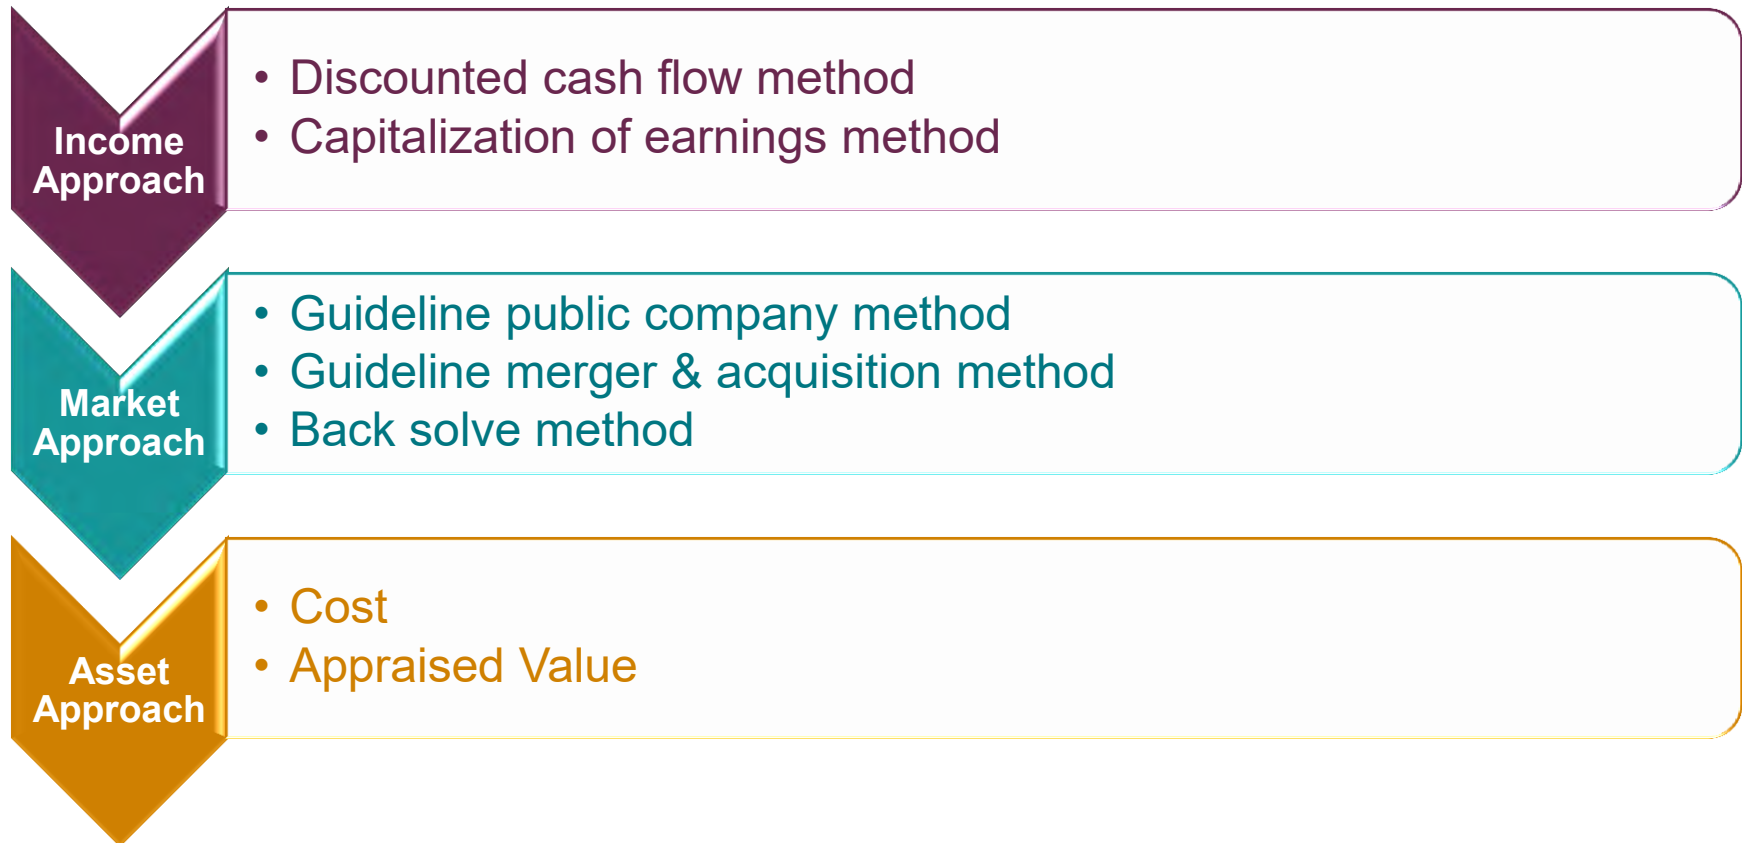 Income
Approach
• Discounted cash flow method
• Capitalization of earnings method
Market
Approach
• Guideline public company method
• Guideline merger & acquisition method
• Back solve method
Asset
Approach
• Cost
• Appraised Value